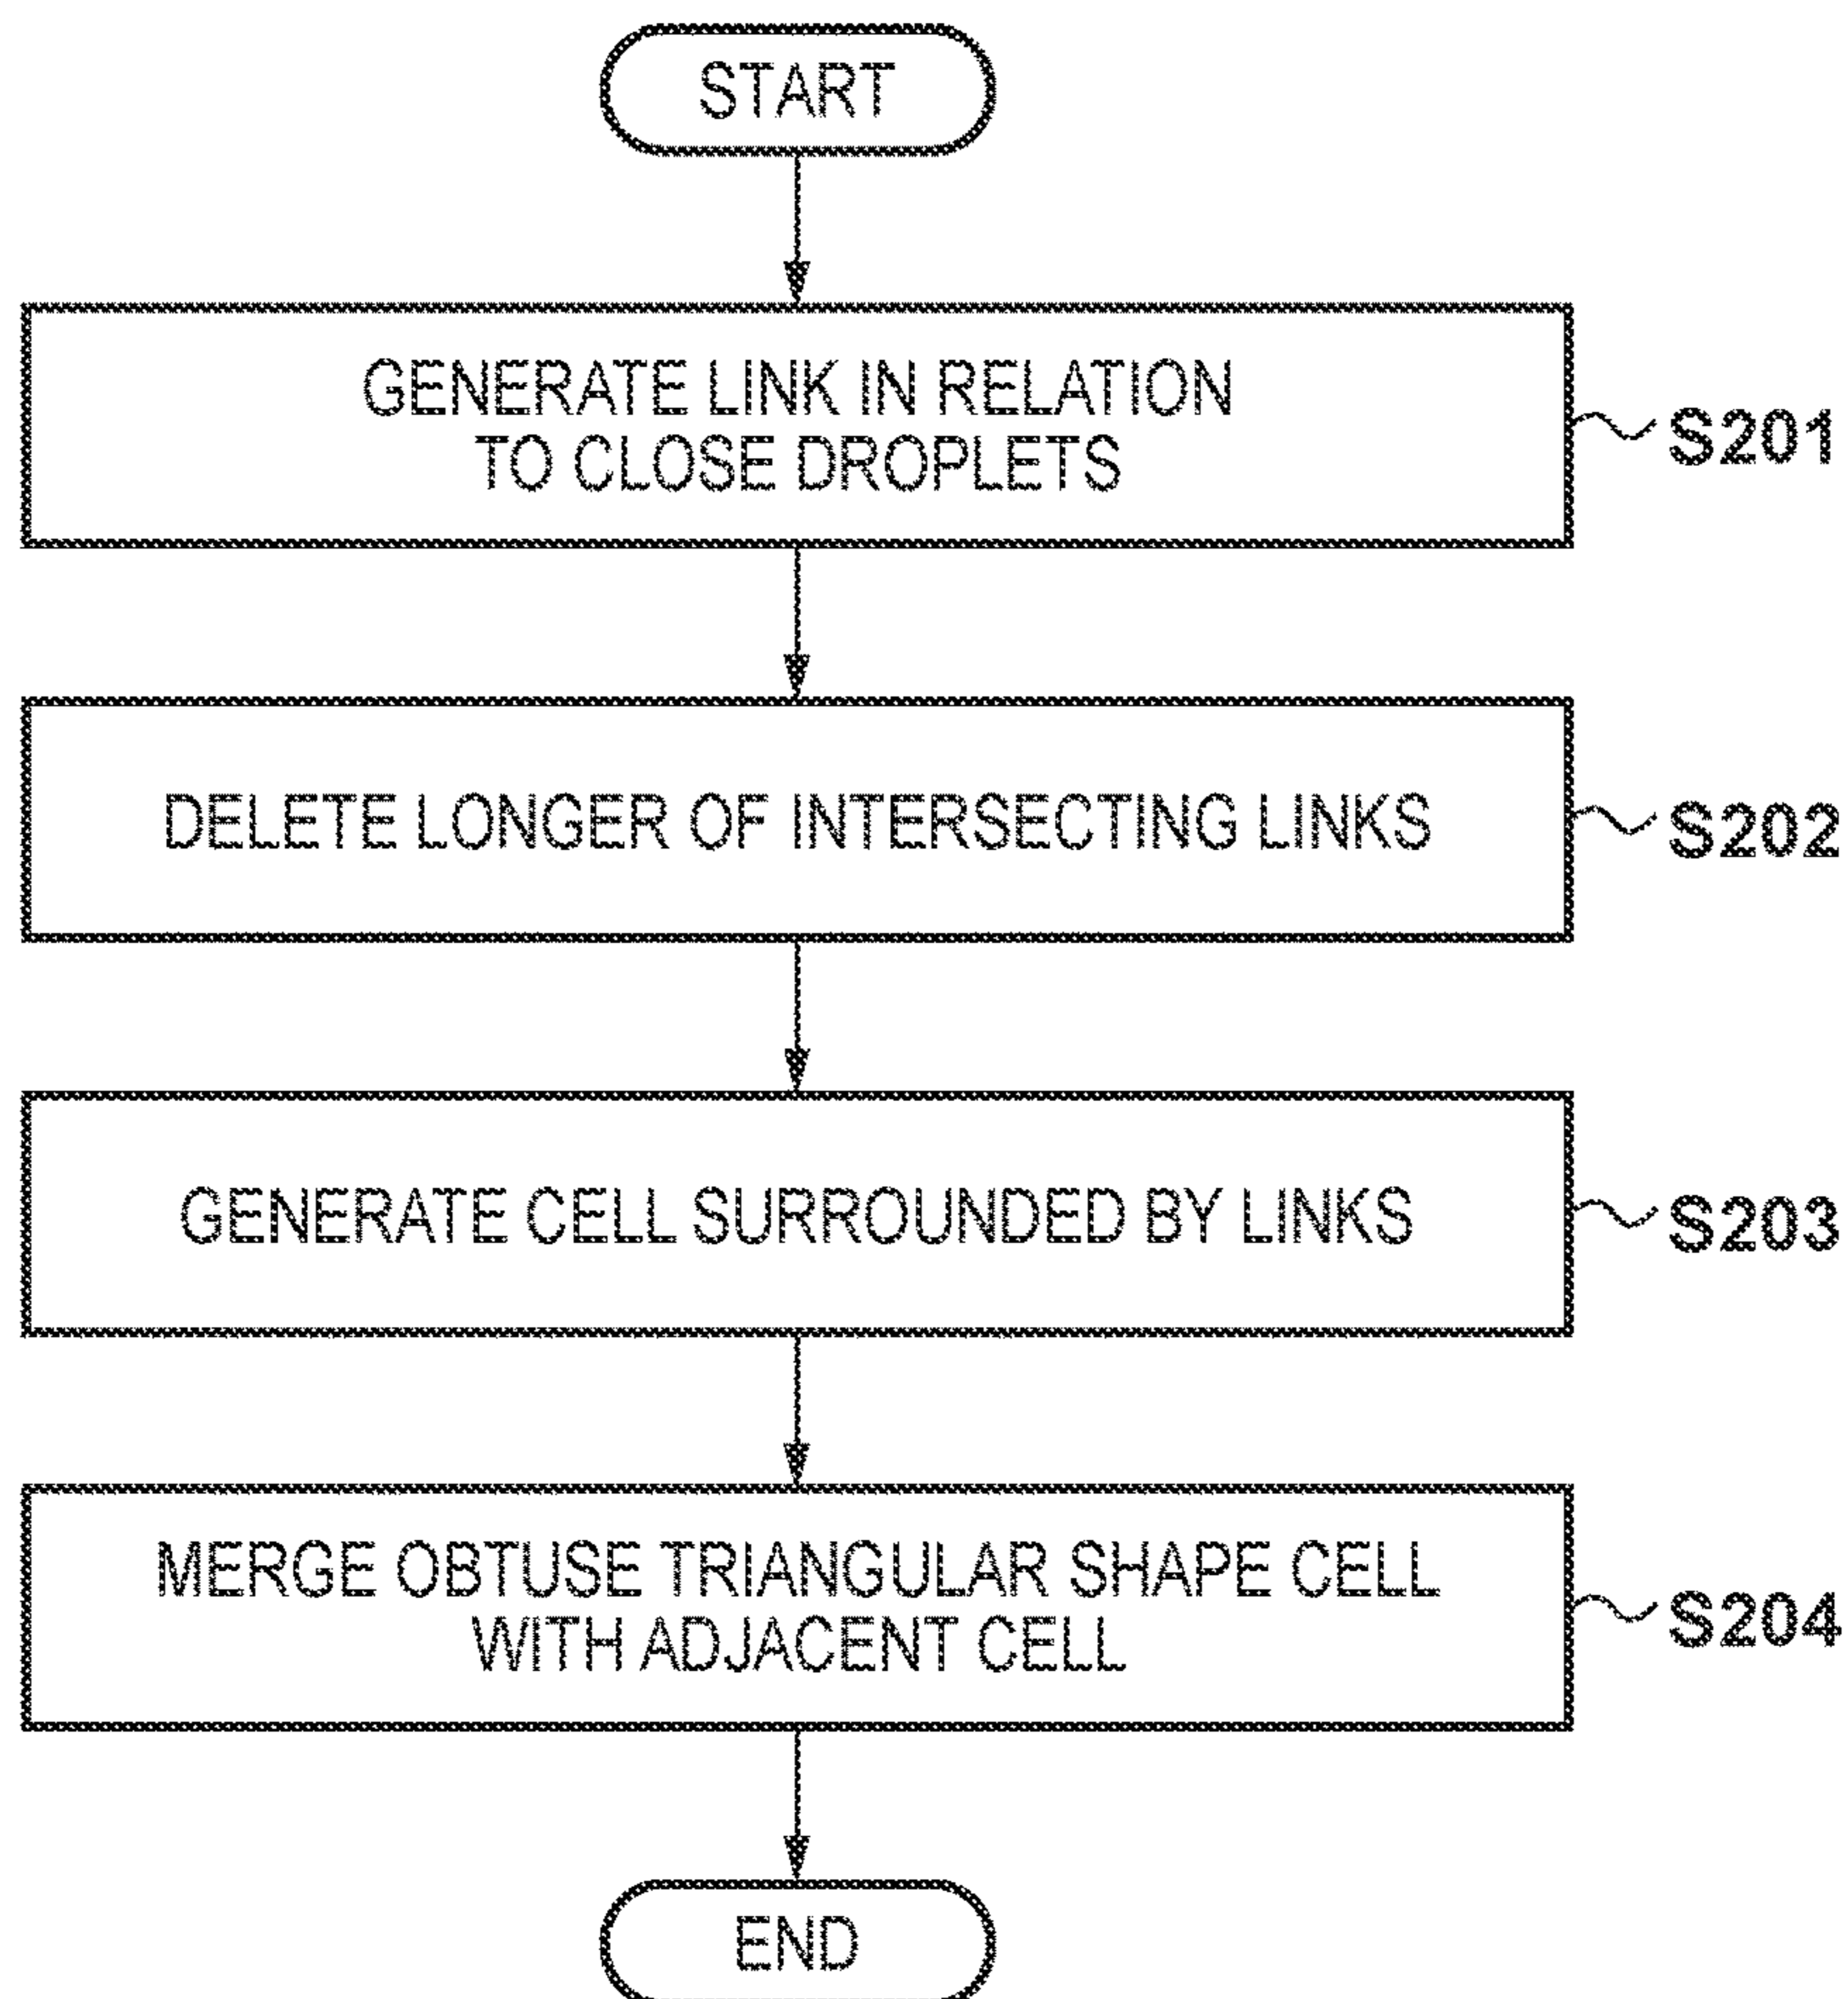 START
GENERATE LINK IN RELATION
TO CLOSE DROPLETS
S201
DELETE LONGER OF INTERSECTING LINKS
S202
GENERATE CELL SURROUNDED BY LINKS
S203
MERGE OBTUSE TRIANGULAR SHAPE CELL
WITH ADJACENT CELL
S204
END